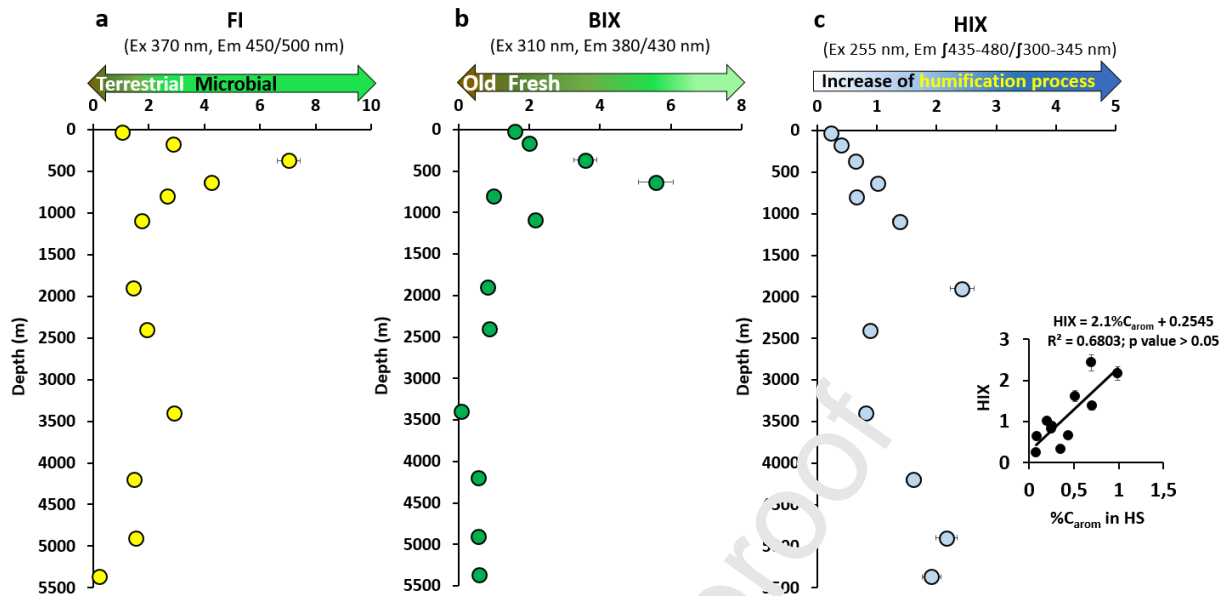 a
FI
(Ex 370 nm, Em 450/500 nm)
Terrestrial Microbial
0 2 4 6 8 10
0
500
1000
1500
2000
2500
3000
3500
4000
4500
5000
5500
Depth (m)
b
BIX
(Ex 310 nm, Em 380/430 nm)
Old Fresh
0 2 4 6 8
0
500
1000
1500
2000
2500
3000
3500
4000
4500
5000
5500
Depth (m)
c
HIX
(Ex 255 nm, Em ∫435-480/∫300-345 nm)
Increase of humification process
0 1 2 3 4 5
0
500
1000
1500
2000
2500
3000
3500
4000
4500
5000
5500
Depth (m)
HIX = 2.1%Carom + 0.2545
R² = 0.6803; p value > 0.05
3
2
1
0
HIX
0 0,5 1 1,5
%Carom in HS
proof